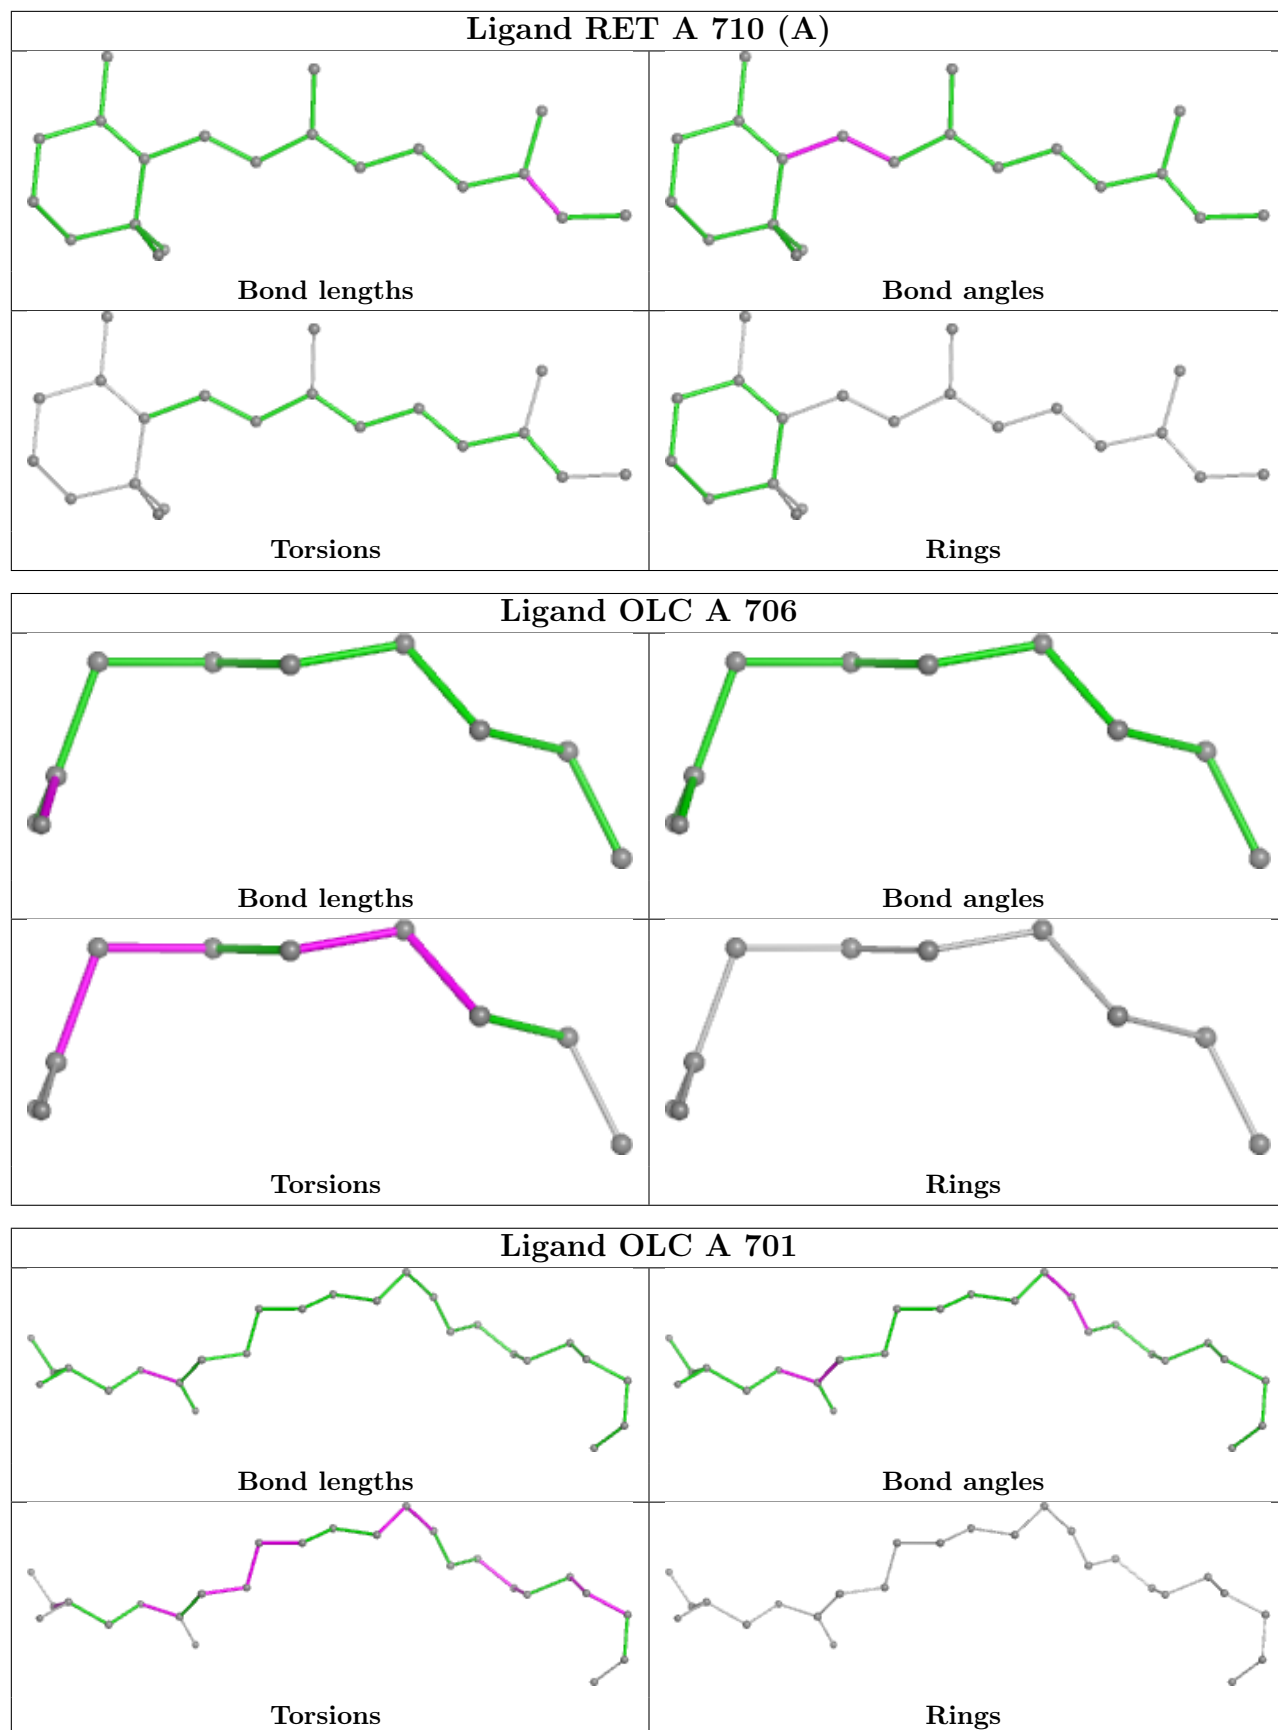 Ligand RET A 710 (A)
Bond lengths
Bond angles
Torsions
Rings
Ligand OLC A 706
Bond lengths
Bond angles
Torsions
Rings
Ligand OLC A 701
Bond lengths
Bond angles
Torsions
Rings